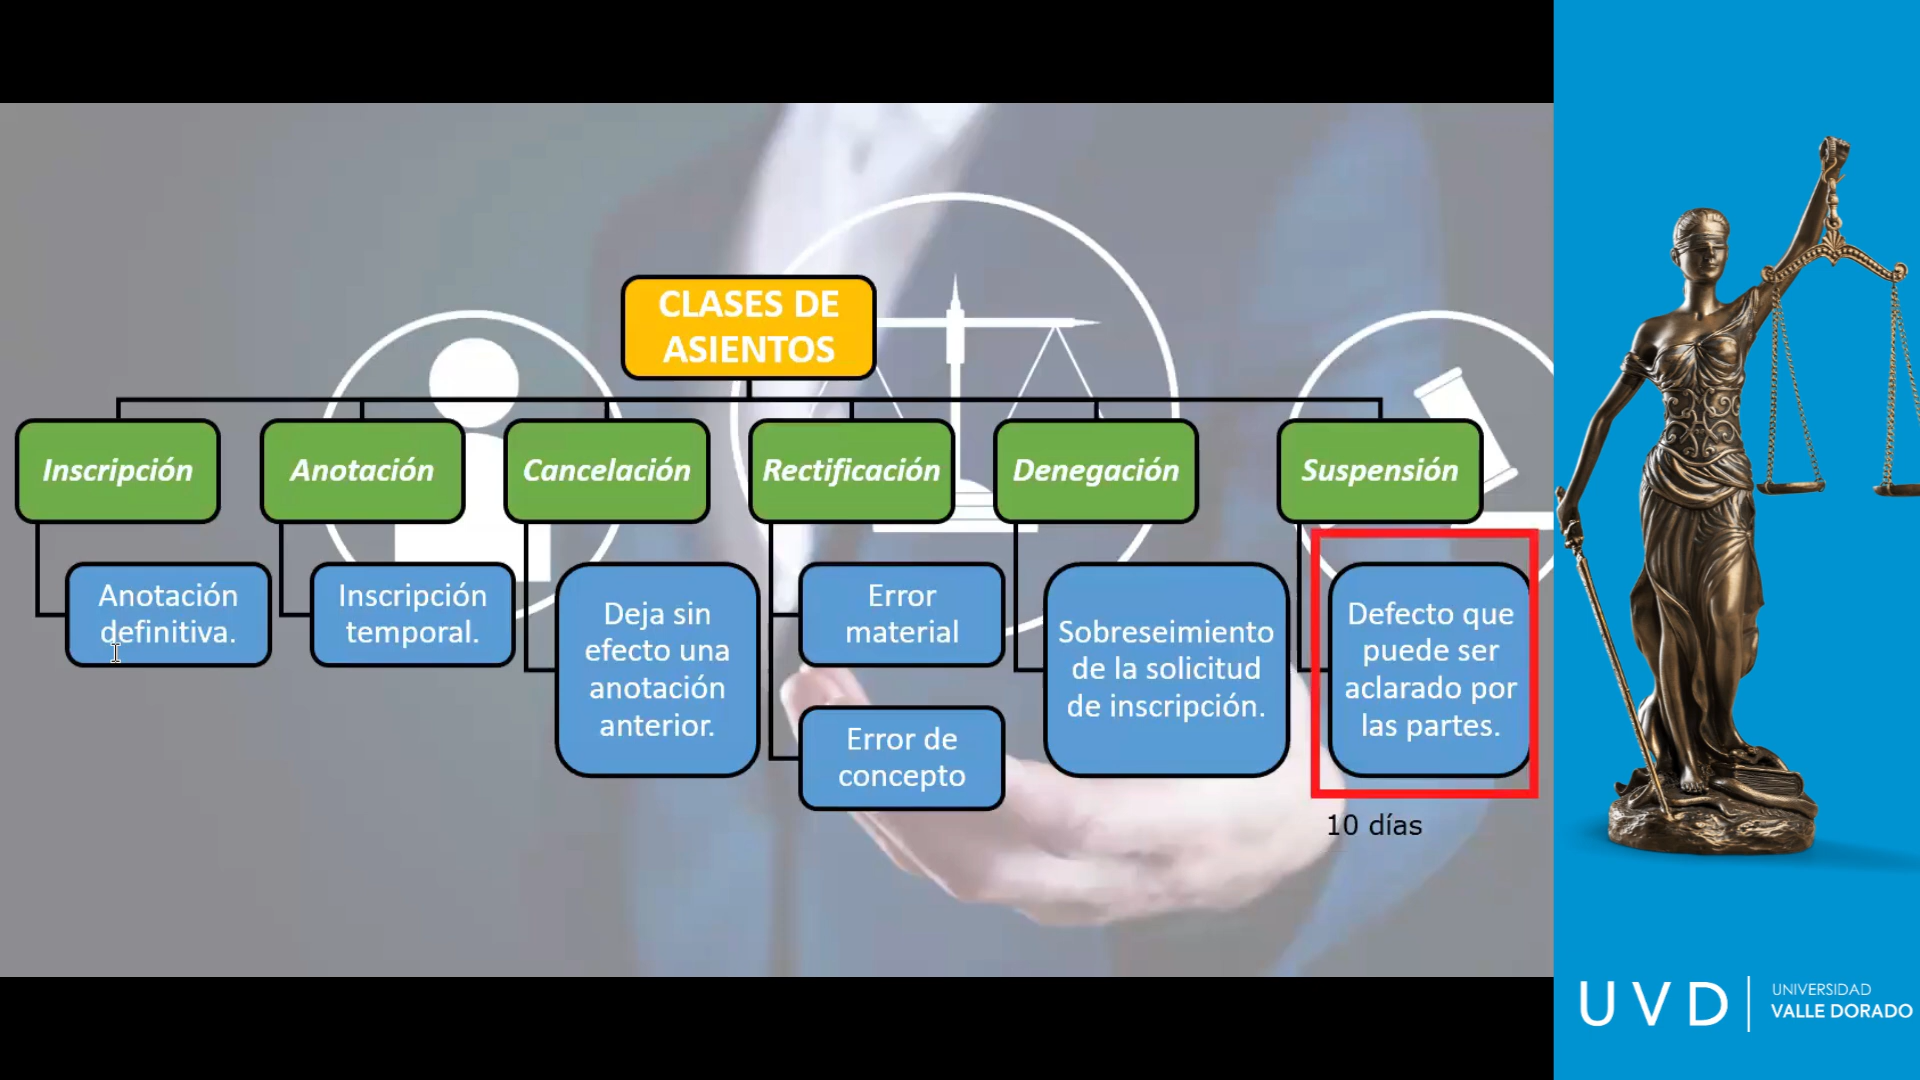 CLASES DE
ASIENTOS
Inscripción
Anotación
Cancelación
Rectificación
Denegación
Suspensión
Anotación
definitiva.
Inscripción
temporal.
Deja sin
efecto una
anotación
anterior.
Error
material
Error de
concepto
Sobreseimiento
de la solicitud
de inscripción.
Defecto que
puede ser
aclarado por
las partes.
10 días
UVD
UNIVERSIDAD
VALLE DORADO